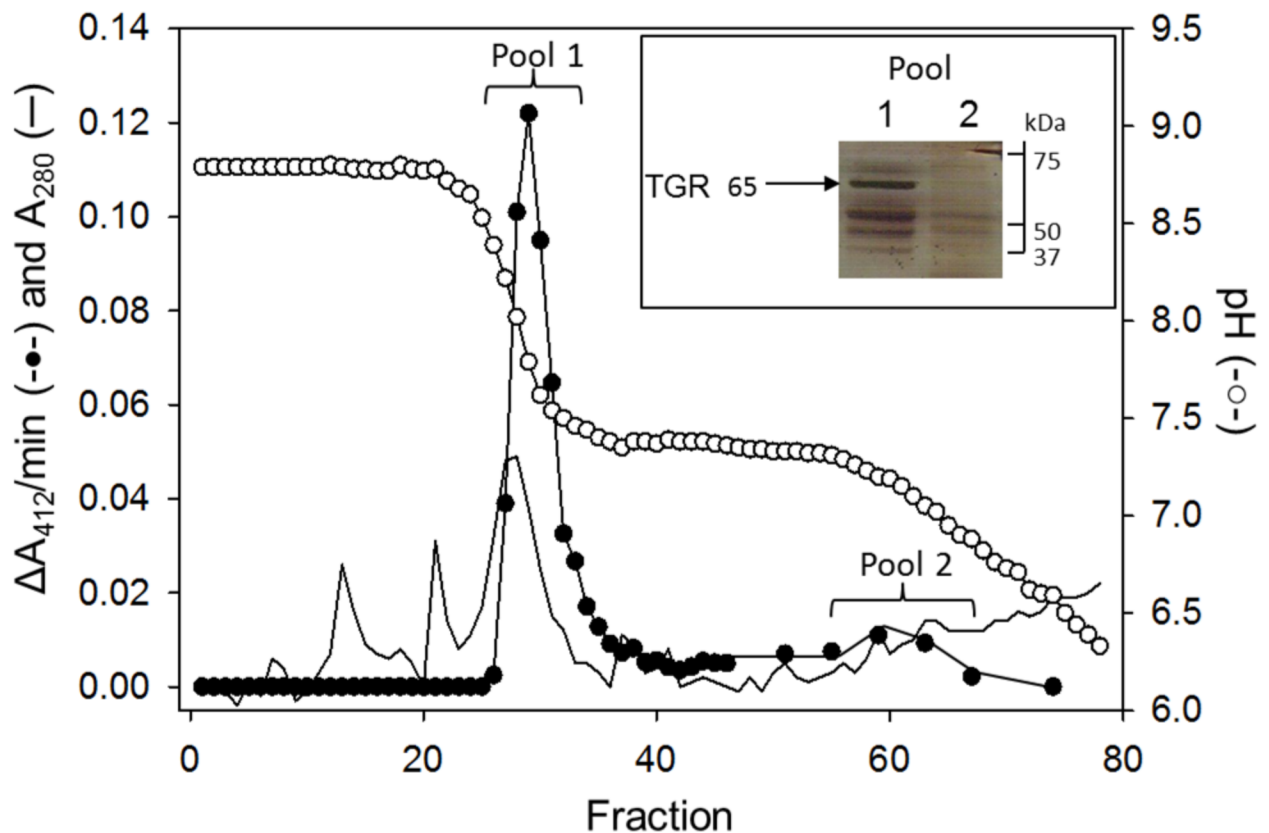 ΔA412/min (-●-) and A280 (—)
0.14
0.12
0.10
0.08
0.06
0.04
0.02
0.00
Pool 1
Pool 2
Pool
1 2
kDa
75
TGR 65
50
37
9.5
9.0
8.5
8.0
7.5
7.0
6.5
6.0
pH (-○-)
0 20 40 60 80
Fraction